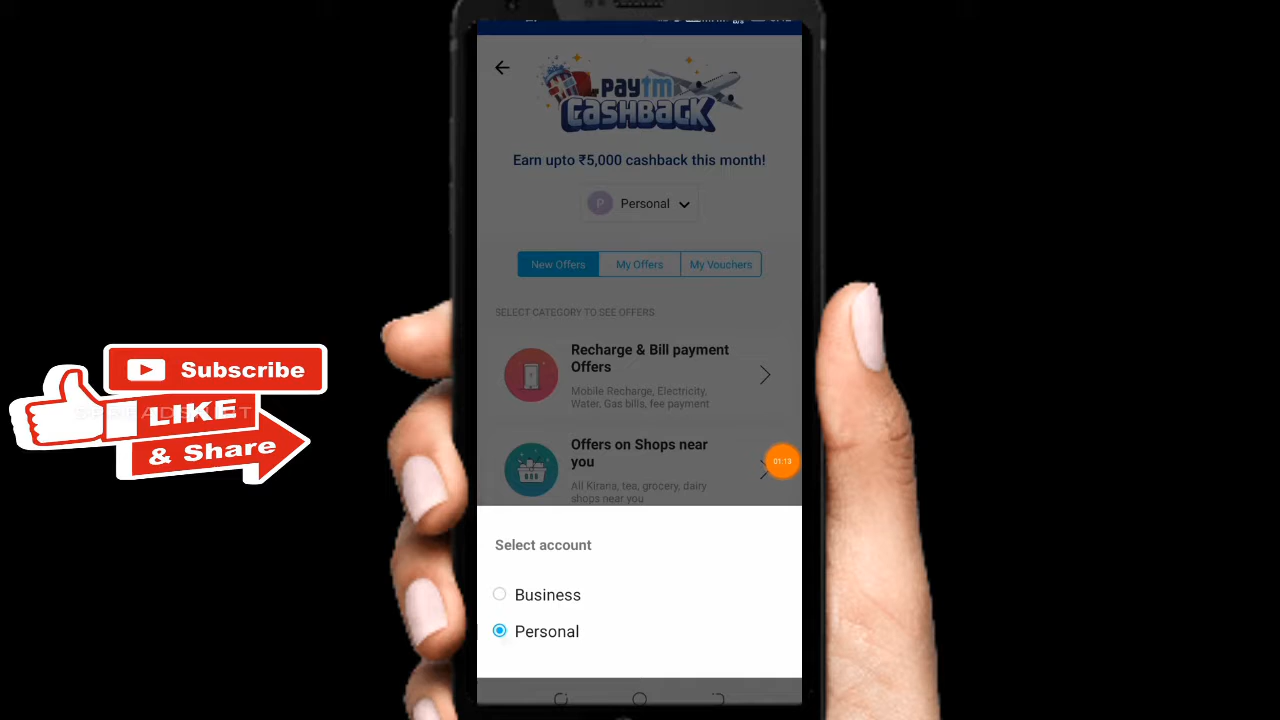 paytm
CASHBACK
Earn upto ₹5,000 cashback this month!
P Personal
New Offers My Offers My Vouchers
SELECT CATEGORY TO SEE OFFERS
Recharge & Bill payment
Offers
Mobile Recharge, Electricity,
Water, Gas bills, fee payment
Offers on Shops near
you
All Kirana, tea, grocery, dairy
shops near you
01:13
Select account
Business
Personal
Subscribe
LIKE
& Share